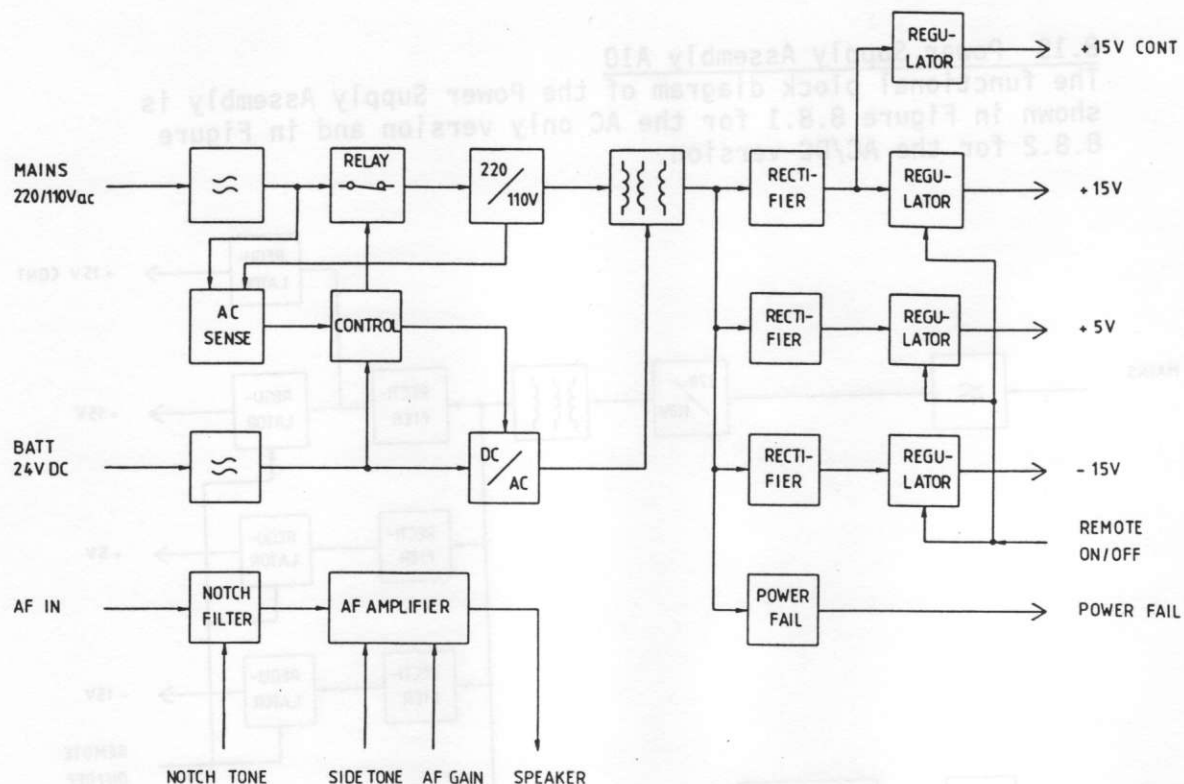 REGU-
LATOR
+15V CONT
MAINS
220/110Vac
≈
RELAY
220
110V
RECTI-
FIER
REGU-
LATOR
+15V
AC
SENSE
CONTROL
RECTI-
FIER
REGU-
LATOR
+5V
BATT
24V DC
≈
DC
AC
RECTI-
FIER
REGU-
LATOR
-15V
REMOTE
ON/OFF
AF IN
NOTCH
FILTER
AF AMPLIFIER
POWER
FAIL
POWER FAIL
NOTCH TONE
SIDETONE
AF GAIN
SPEAKER
8.10 Power Supply Assembly A10
The functional block diagram of the Power Supply Assembly is
shown in Figure 8.8.1 for the AC only version and in Figure
8.8.2 for the AC/DC version